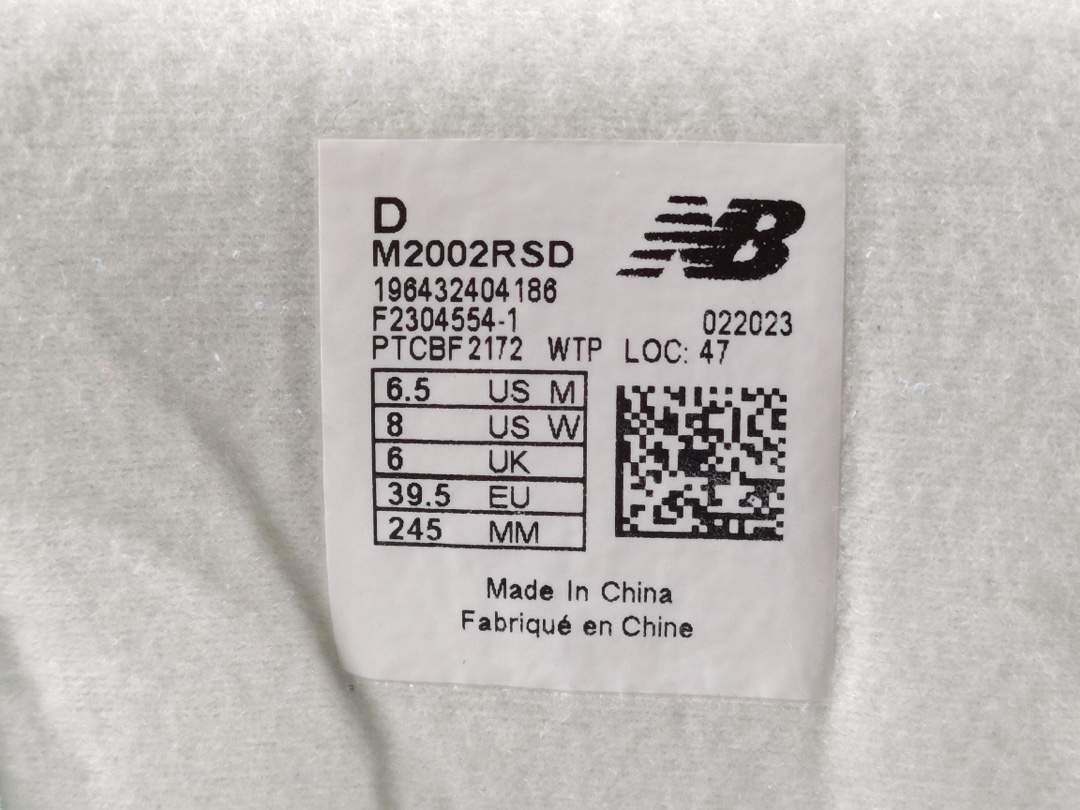 D
NB
M2002RSD
196432404186
F2304554-1 022023
PTCBF2172 WTP LOC: 47
6.5 US M
8 US W
6 UK
39.5 EU
245 MM
Made In China
Fabriqué en Chine